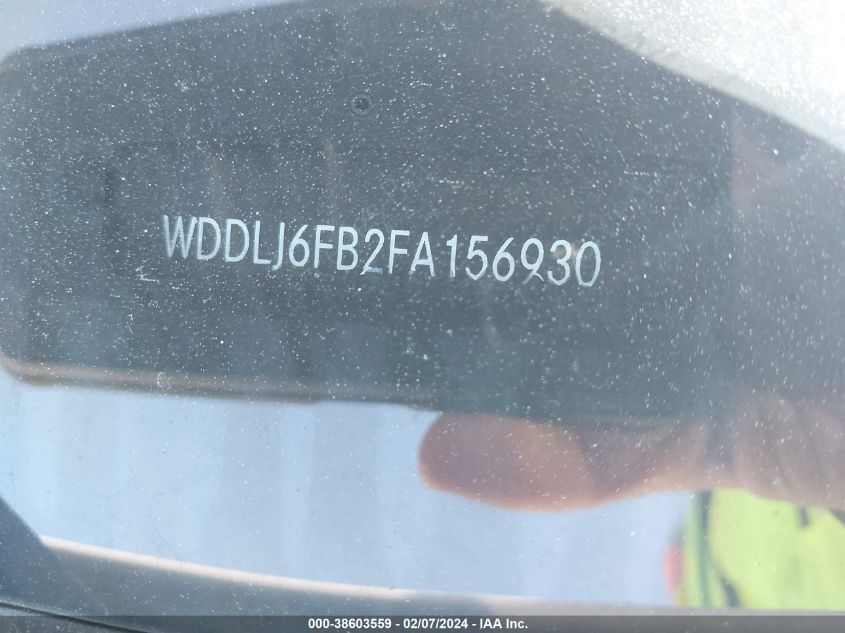 WDDLJ6FB2FA156930
000-38603559 - 02/07/2024 - IAA Inc.